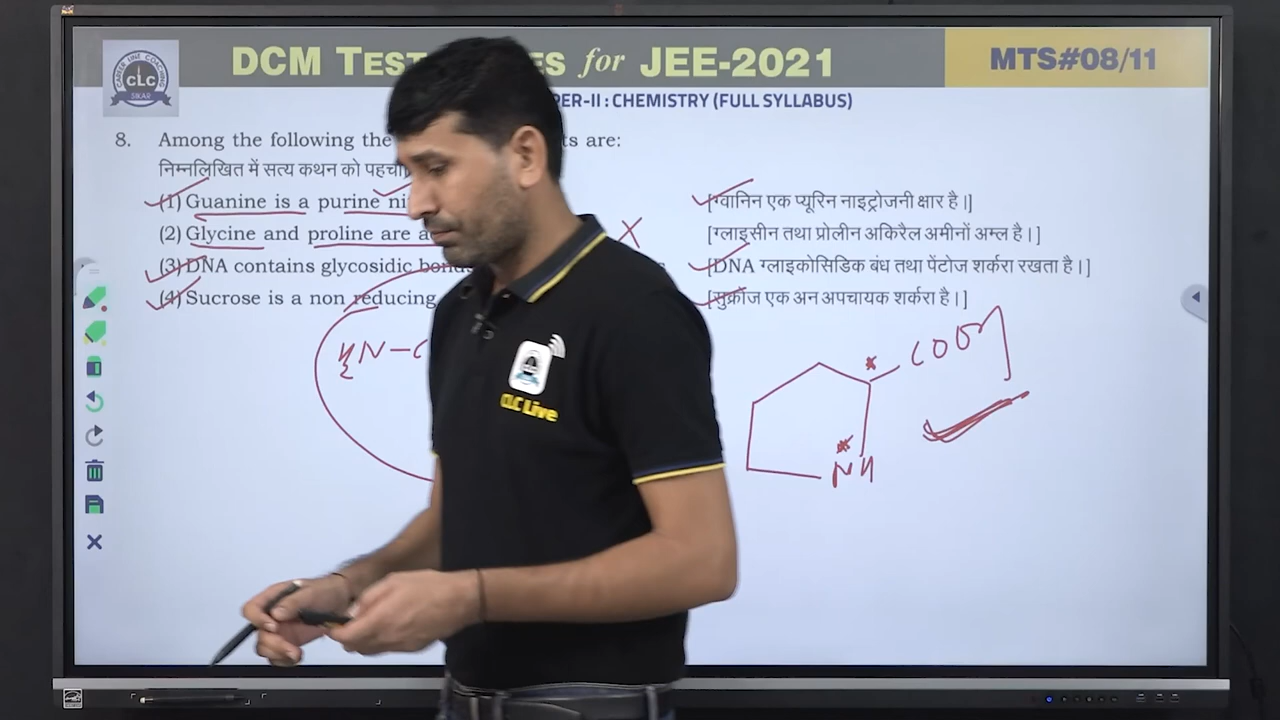 DCM TEST ES for JEE-2021
MTS#08/11
CAREER LINE COACHING
CLC
SIKAR
PER-II : CHEMISTRY (FULL SYLLABUS)
8. Among the following the ts are:
निम्नलिखित में सत्य कथन को पहचा
(1) Guanine is a purine ni [ग्वानिन एक प्यूरिन नाइट्रोजनी क्षार है।]
(2) Glycine and proline are a [ग्लाइसीन तथा प्रोलीन अकिरैल अमीनों अम्ल है।]
(3) DNA contains glycosidic bonds [DNA ग्लाइकोसिडिक बंध तथा पेंटोज शर्करा रखता है।]
(4) Sucrose is a non reducing [सुक्रोज एक अन अपचायक शर्करा है।]
COOH
NH
CLC Live